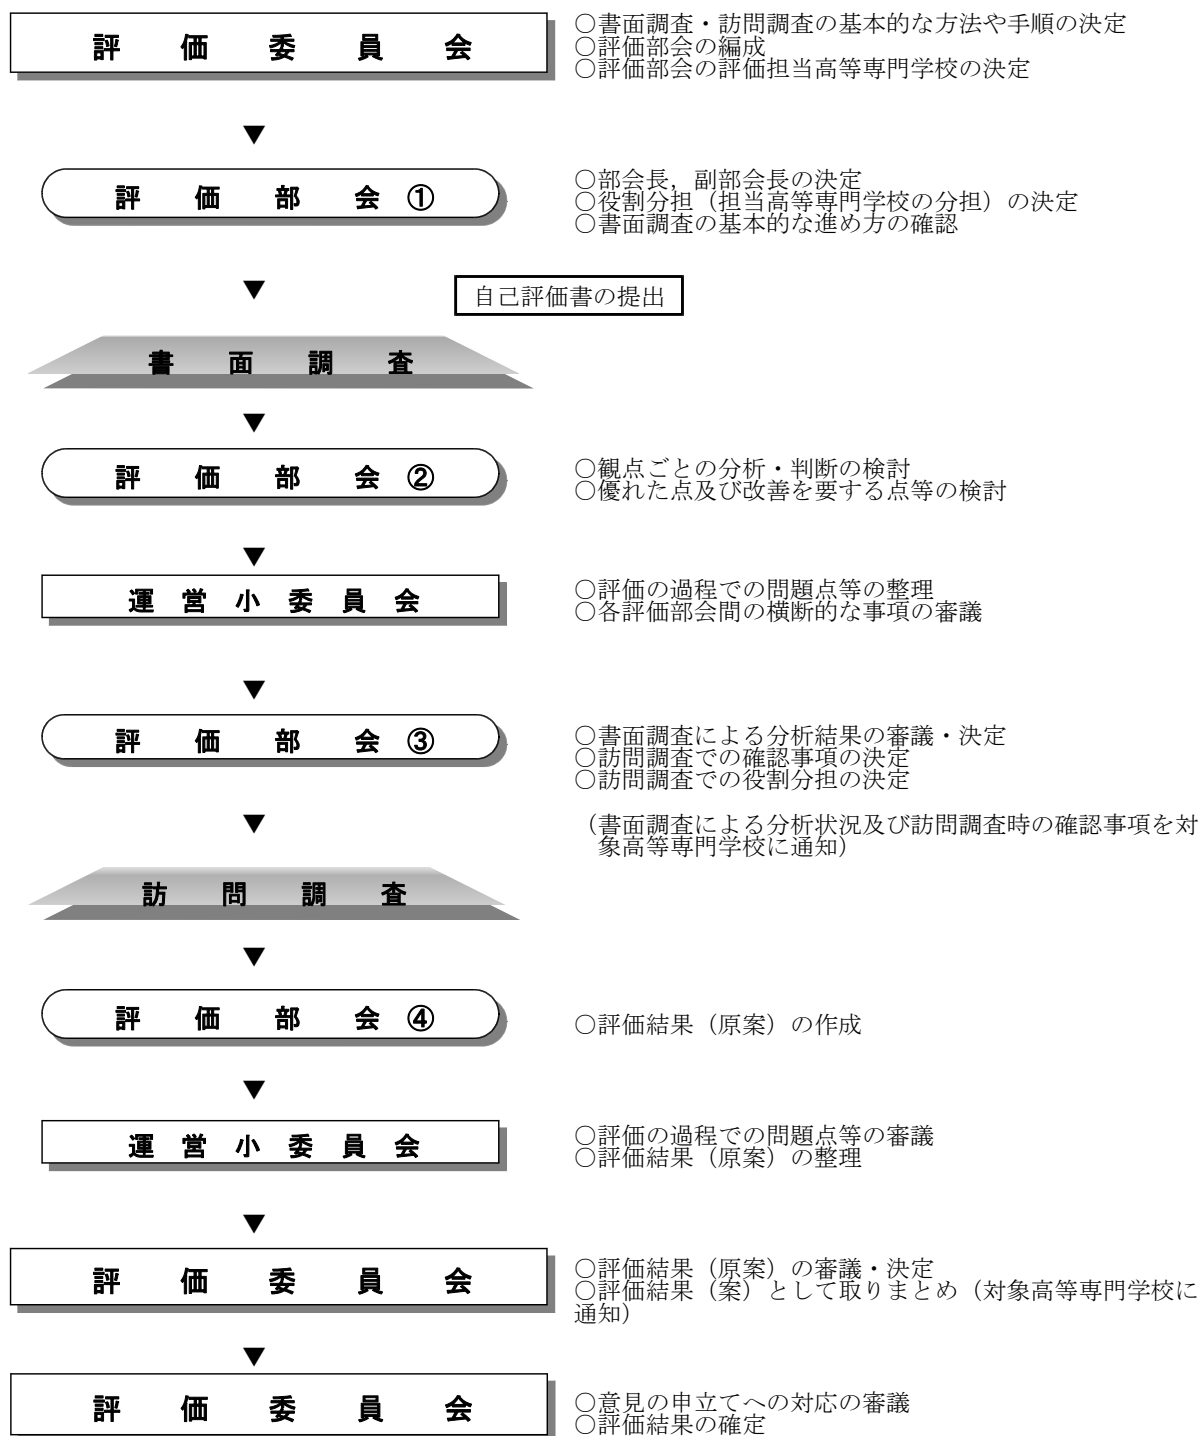 評価委員会
○書面調査・訪問調査の基本的な方法や手順の決定
○評価部会の編成
○評価部会の評価担当高等専門学校の決定
▼
評価部会①
○部会長，副部会長の決定
○役割分担（担当高等専門学校の分担）の決定
○書面調査の基本的な進め方の確認
▼
自己評価書の提出
書面調査
▼
評価部会②
○観点ごとの分析・判断の検討
○優れた点及び改善を要する点等の検討
▼
運営小委員会
○評価の過程での問題点等の整理
○各評価部会間の横断的な事項の審議
▼
評価部会③
○書面調査による分析結果の審議・決定
○訪問調査での確認事項の決定
○訪問調査での役割分担の決定
▼
（書面調査による分析状況及び訪問調査時の確認事項を対
象高等専門学校に通知）
訪問調査
▼
評価部会④
○評価結果（原案）の作成
▼
運営小委員会
○評価の過程での問題点等の審議
○評価結果（原案）の整理
▼
評価委員会
○評価結果（原案）の審議・決定
○評価結果（案）として取りまとめ（対象高等専門学校に
通知）
▼
評価委員会
○意見の申立てへの対応の審議
○評価結果の確定